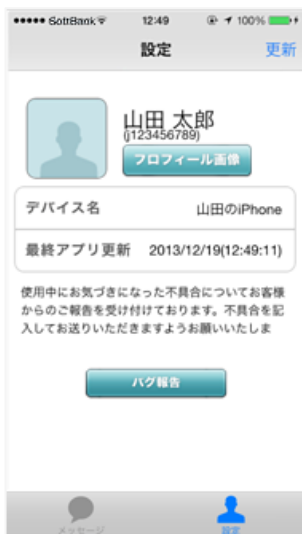 SoftBank 12:49 100%
設定 更新
山田 太郎
(j123456789)
プロフィール画像
デバイス名 山田のiPhone
最終アプリ更新 2013/12/19(12:49:11)
使用中にお気づきになった不具合についてお客様
からのご報告を受け付けております。不具合を記
入してお送りいただきますようお願いいたしま
バグ報告
メッセージ 設定